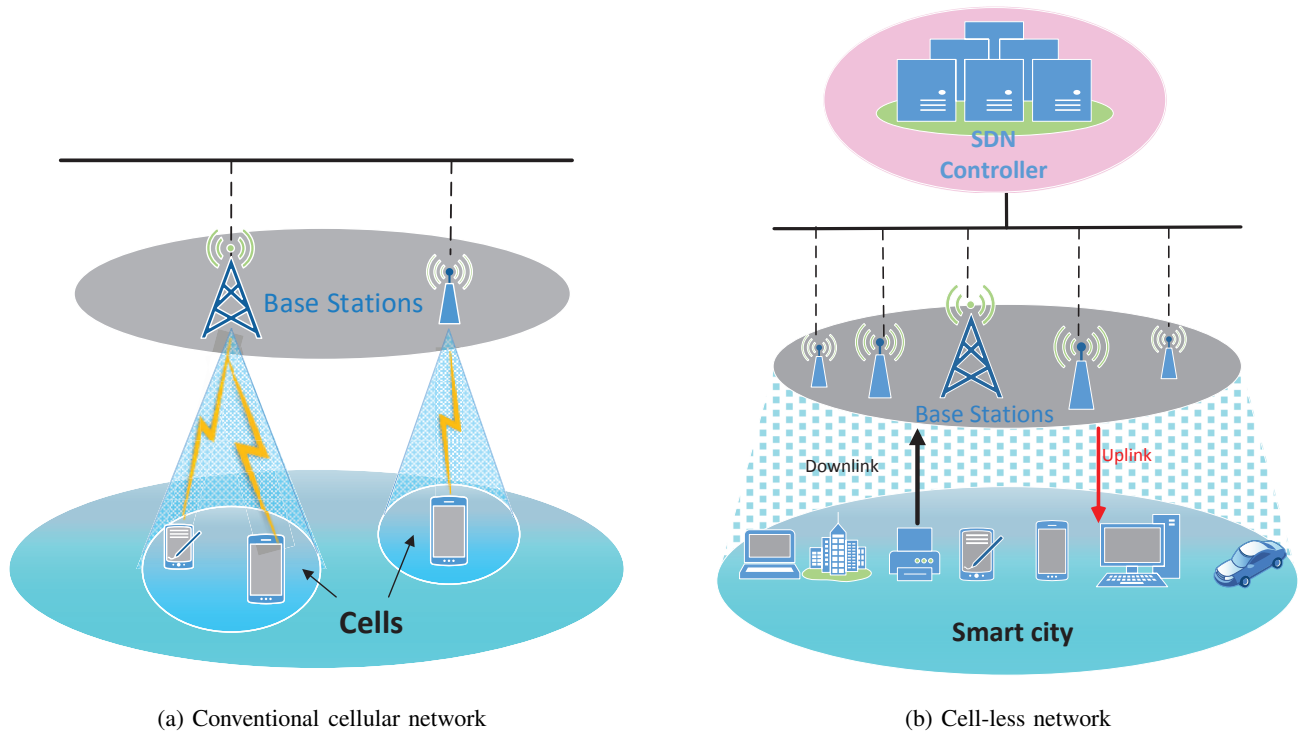 Base Stations
Cells
(a) Conventional cellular network
SDN
Controller
Base Stations
Downlink
Uplink
Smart city
(b) Cell-less network